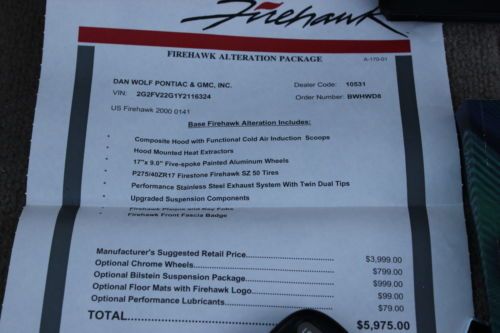 Firehawk
FIREHAWK ALTERATION PACKAGE
A-170-01
DAN WOLF PONTIAC & GMC, INC. Dealer Code: 10531
VIN: 2G2FV22G1Y2116324 Order Number: BWHWD8
US Firehawk 2000 0141
Base Firehawk Alteration Includes:
• Composite Hood with Functional Cold Air Induction Scoops
• Hood Mounted Heat Extractors
• 17"x 9.0" Five-spoke Painted Aluminum Wheels
• P275/40ZR17 Firestone Firehawk SZ 50 Tires
• Performance Stainless Steel Exhaust System With Twin Dual Tips
• Upgraded Suspension Components
Firehawk Plaque and Key Fobs
Firehawk Front Fascia Badge
Manufacturer's Suggested Retail Price.......... $3,999.00
Optional Chrome Wheels.......... $799.00
Optional Bilstein Suspension Package.......... $999.00
Optional Floor Mats with Firehawk Logo.......... $99.00
Optional Performance Lubricants.......... $79.00
TOTAL.......... $5,975.00